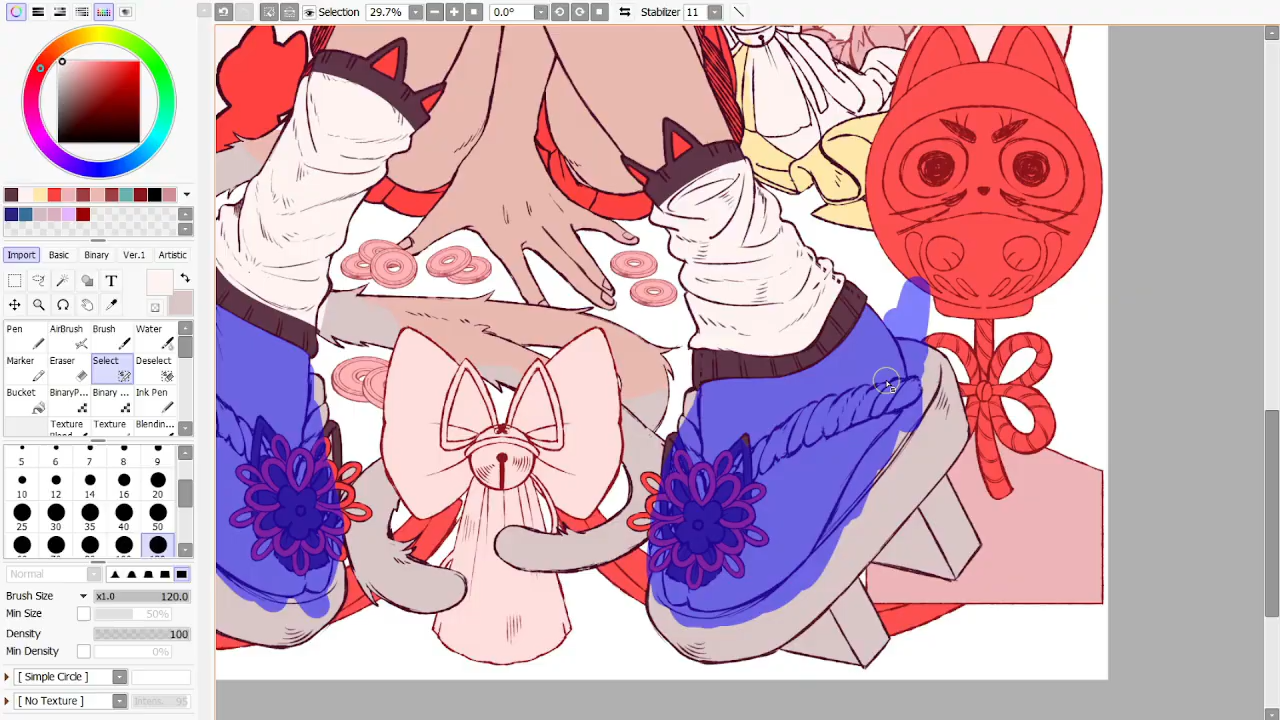 Selection 29.7% 0.0° Stabilizer 11
Import Basic Binary Ver.1 Artistic
T
Pen AirBrush Brush Water
Marker Eraser Select Deselect
Bucket BinaryP... Binary ... Ink Pen
Texture Texture Blendin...
5 6 7 8 9
10 12 14 16 20
25 30 35 40 50
Normal
Brush Size x1.0 120.0
Min Size 50%
Density 100
Min Density 0%
[ Simple Circle ]
[ No Texture ] Intens. 95